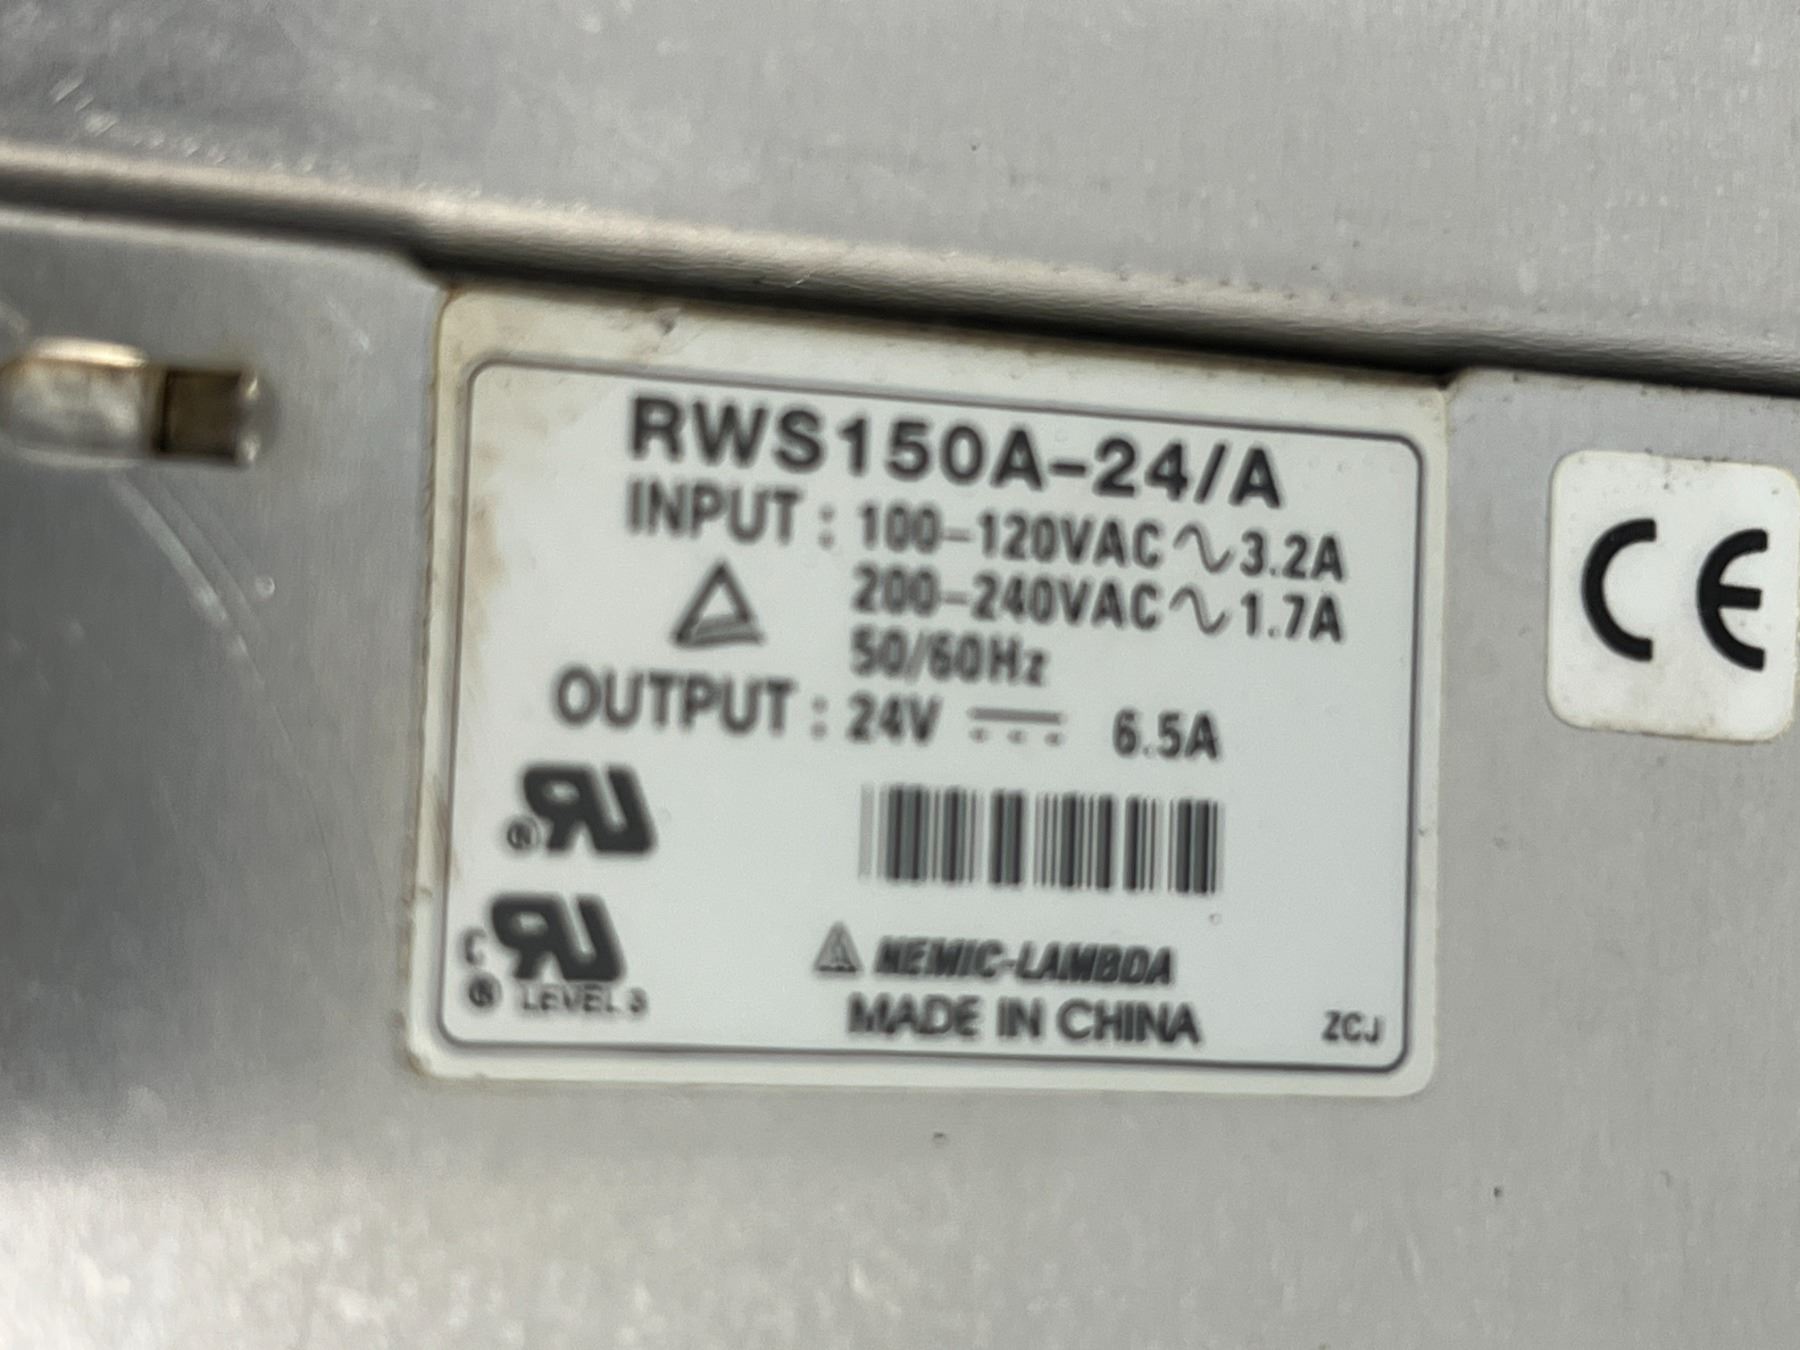 RWS150A-24/A
INPUT : 100-120VAC∿3.2A
200-240VAC∿1.7A
50/60Hz
OUTPUT : 24V ⎓ 6.5A
CE
®
C
® LEVEL 3
NEMIC-LAMBDA
MADE IN CHINA
ZCJ